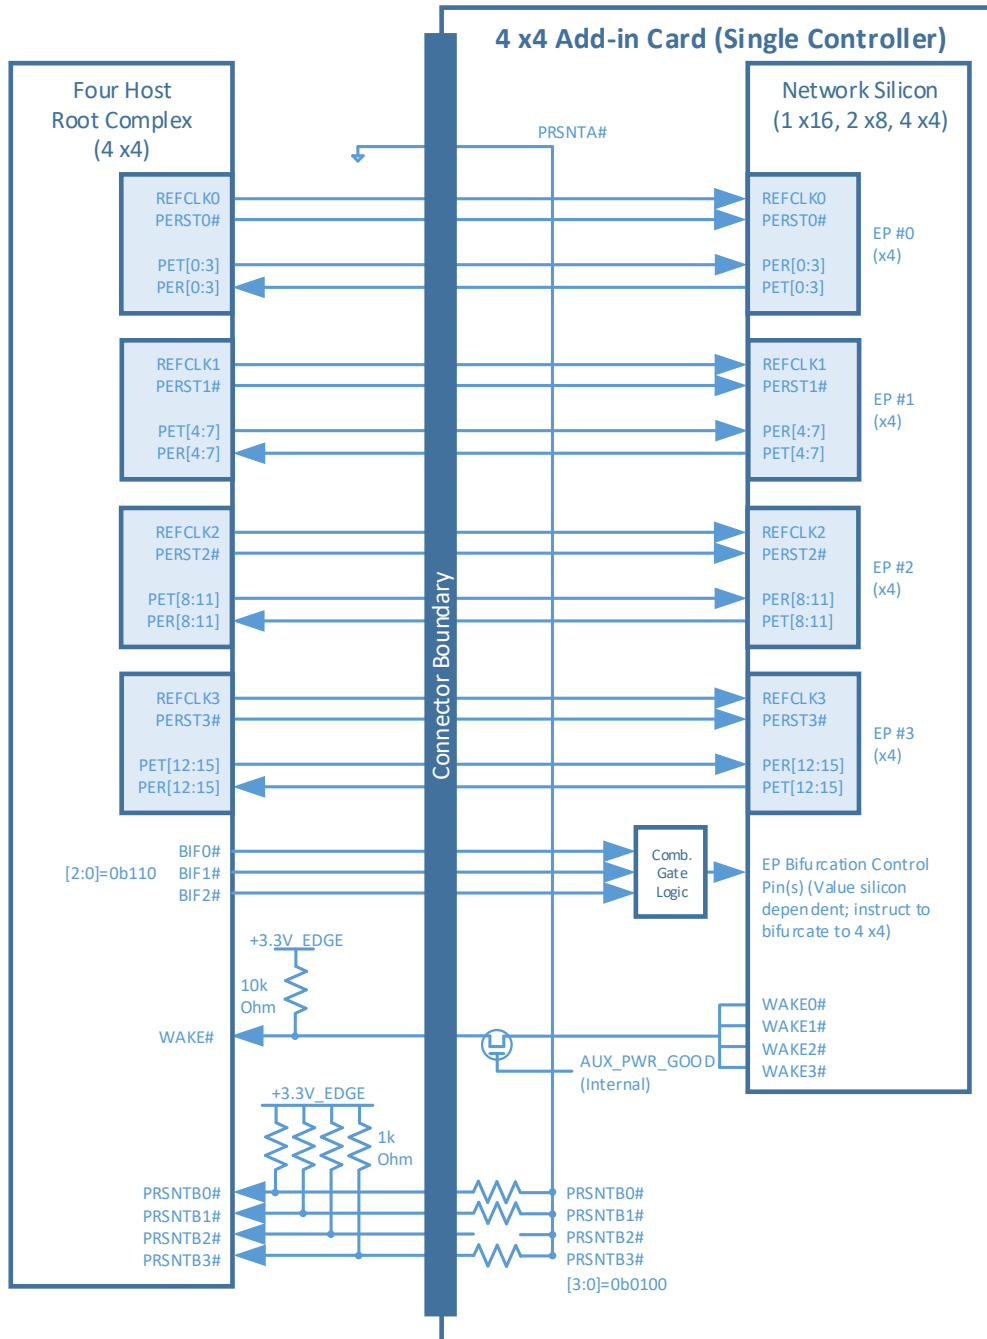 4 x4 Add-in Card (Single Controller)
Four Host
Root Complex
(4 x4)
Network Silicon
(1 x16, 2 x8, 4 x4)
PRSNTA#
REFCLK0
PERST0#
PET[0:3]
PER[0:3]
REFCLK0
PERST0#
PER[0:3]
PET[0:3]
EP #0
(x4)
REFCLK1
PERST1#
PET[4:7]
PER[4:7]
REFCLK1
PERST1#
PER[4:7]
PET[4:7]
EP #1
(x4)
REFCLK2
PERST2#
PET[8:11]
PER[8:11]
REFCLK2
PERST2#
PER[8:11]
PET[8:11]
EP #2
(x4)
Connector Boundary
REFCLK3
PERST3#
PET[12:15]
PER[12:15]
REFCLK3
PERST3#
PER[12:15]
PET[12:15]
EP #3
(x4)
BIF0#
[2:0]=0b110
BIF1#
BIF2#
Comb.
Gate
Logic
EP Bifurcation Control
Pin(s) (Value silicon
dependent; instruct to
bifurcate to 4 x4)
+3.3V_EDGE
10k
Ohm
WAKE#
WAKE0#
WAKE1#
WAKE2#
WAKE3#
AUX_PWR_GOOD
(Internal)
+3.3V_EDGE
1k
Ohm
PRSNTB0#
PRSNTB1#
PRSNTB2#
PRSNTB3#
PRSNTB0#
PRSNTB1#
PRSNTB2#
PRSNTB3#
[3:0]=0b0100